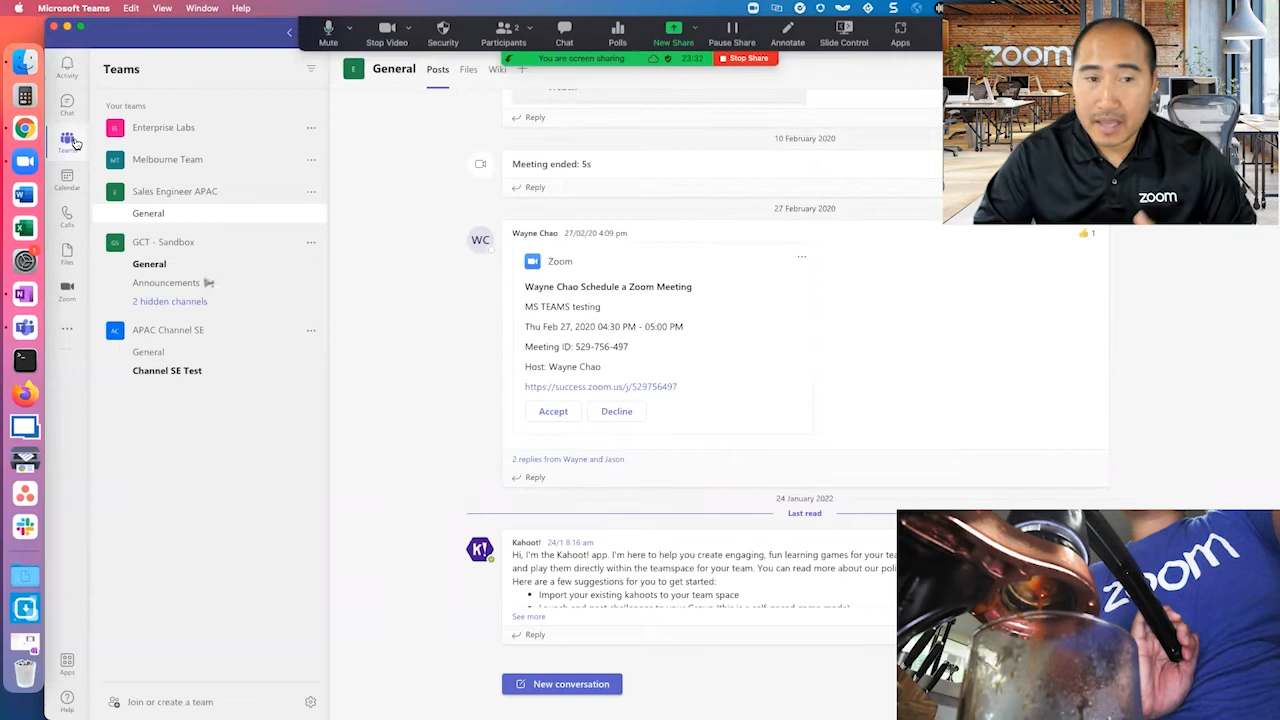 Microsoft Teams Edit View Window Help
Mute
Stop Video
Security
2
Participants
Chat
Polls
New Share
Pause Share
Annotate
Slide Control
Apps
You are screen sharing
23:32
Stop Share
Activity
Chat
Teams
Calendar
Calls
Files
Zoom
Apps
Help
Teams
Your teams
EL Enterprise Labs
MT Melbourne Team
Sales Engineer APAC
General
GS GCT - Sandbox
General
Announcements
2 hidden channels
AC APAC Channel SE
General
Channel SE Test
Join or create a team
E General Posts Files Wiki +
Reply
10 February 2020
Meeting ended: 5s
Reply
27 February 2020
WC Wayne Chao 27/02/20 4:09 pm
1
Zoom
Wayne Chao Schedule a Zoom Meeting
MS TEAMS testing
Thu Feb 27, 2020 04:30 PM - 05:00 PM
Meeting ID: 529-756-497
Host: Wayne Chao
https://success.zoom.us/j/529756497
Accept Decline
2 replies from Wayne and Jason
Reply
24 January 2022
Last read
K! Kahoot! 24/1 8:16 am
Hi, I'm the Kahoot! app. I'm here to help you create engaging, fun learning games for your
and play them directly within the teamspace for your team. You can read more about our
Here are a few suggestions for you to get started:
• Import your existing kahoots to your team space
See more
Reply
New conversation
zoom
zoom
zoom